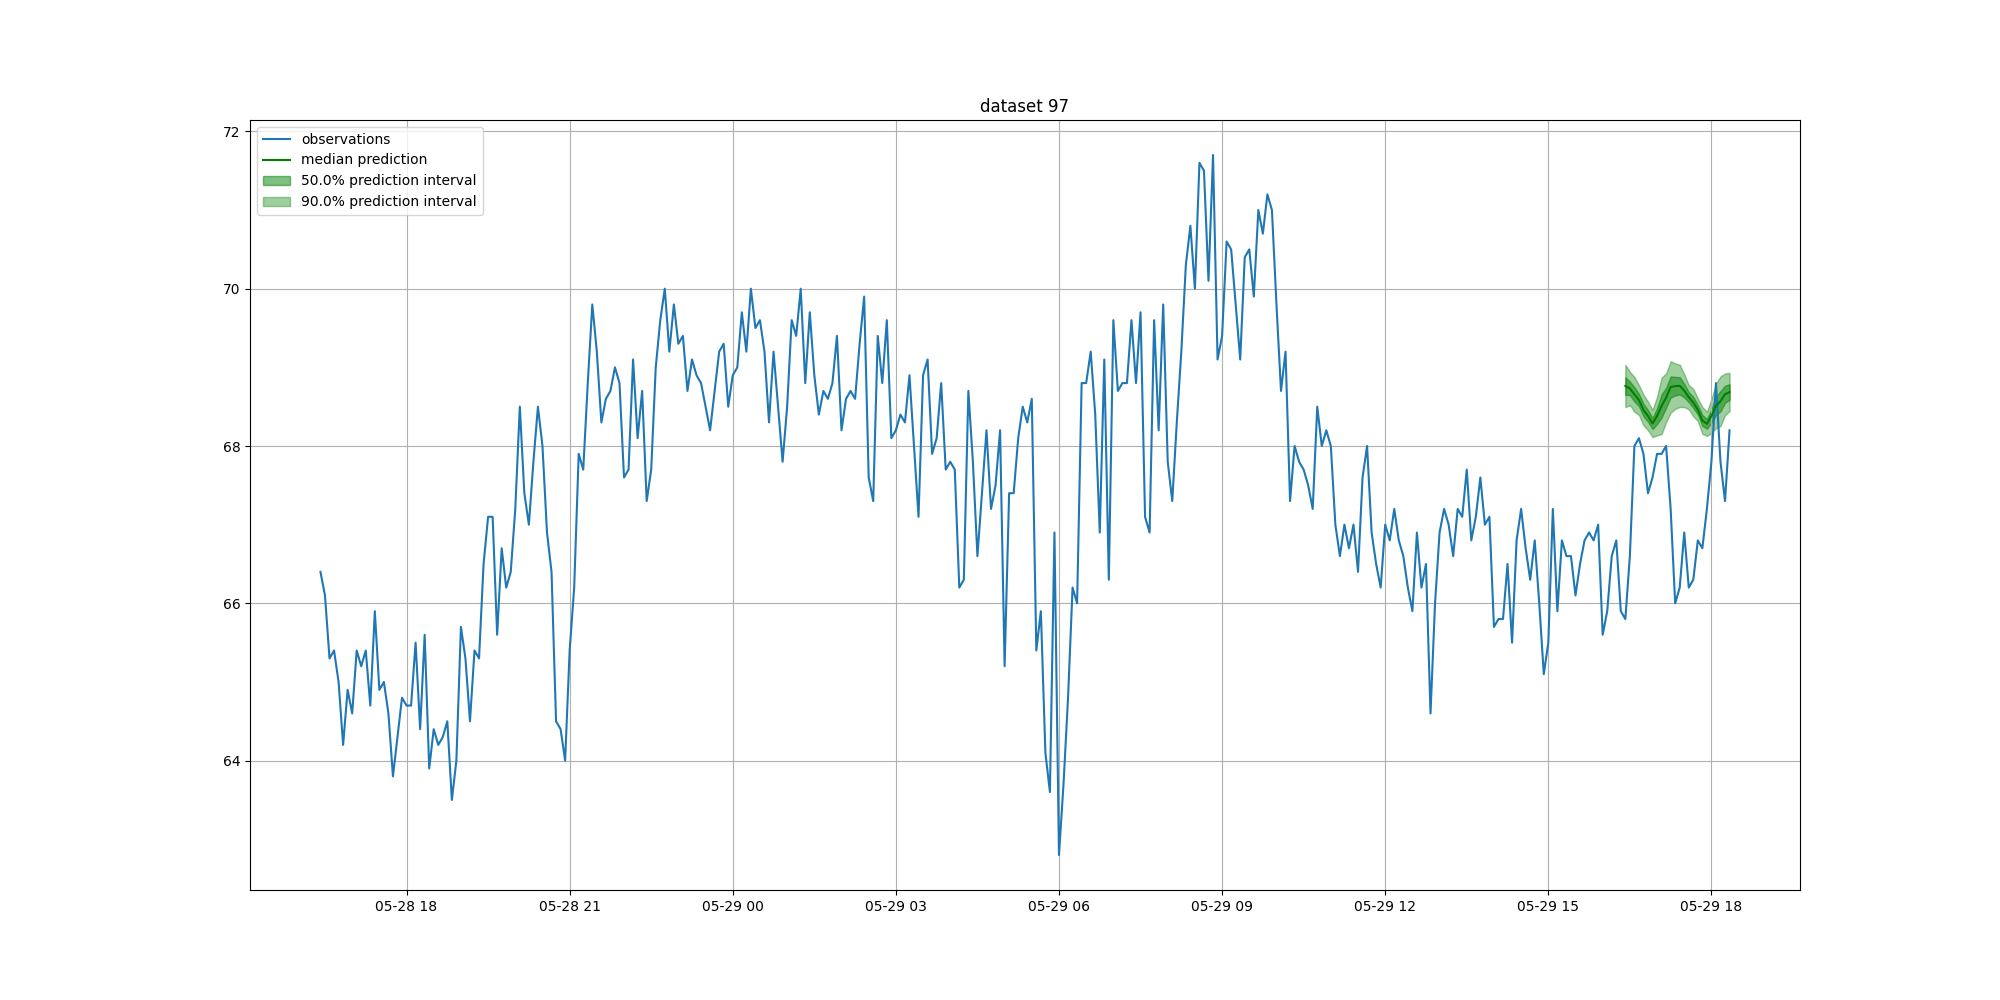 dataset 97
observations
median prediction
50.0% prediction interval
90.0% prediction interval
72
70
68
66
64
05-28 18
05-28 21
05-29 00
05-29 03
05-29 06
05-29 09
05-29 12
05-29 15
05-29 18